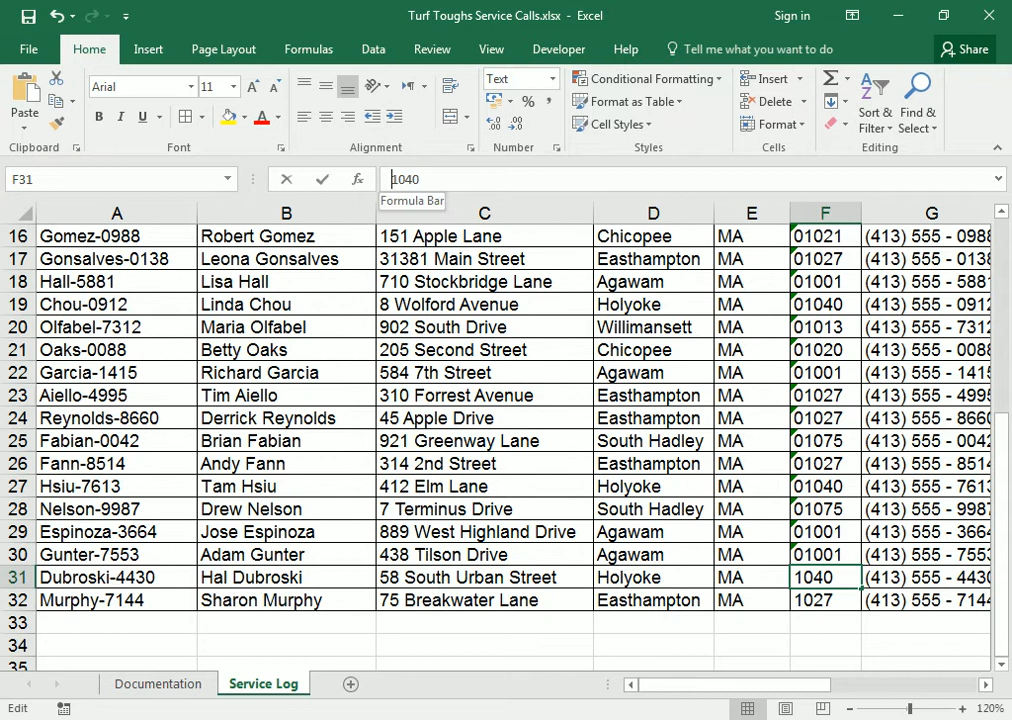 Turf Toughs Service Calls.xlsx - Excel Sign in
File Home Insert Page Layout Formulas Data Review View Developer Help Tell me what you want to do Share
Paste
Clipboard
Arial 11
B I U A
Font
Alignment
Text
% ,
Number
Conditional Formatting
Format as Table
Cell Styles
Styles
Insert
Delete
Format
Cells
Sort & Filter
Find & Select
Editing
F31 fx 1040
Formula Bar
A B C D E F G
16 Gomez-0988 Robert Gomez 151 Apple Lane Chicopee MA 01021 (413) 555 - 0988
17 Gonsalves-0138 Leona Gonsalves 31381 Main Street Easthampton MA 01027 (413) 555 - 0138
18 Hall-5881 Lisa Hall 710 Stockbridge Lane Agawam MA 01001 (413) 555 - 5881
19 Chou-0912 Linda Chou 8 Wolford Avenue Holyoke MA 01040 (413) 555 - 0912
20 Olfabel-7312 Maria Olfabel 902 South Drive Willimansett MA 01013 (413) 555 - 7312
21 Oaks-0088 Betty Oaks 205 Second Street Chicopee MA 01020 (413) 555 - 0088
22 Garcia-1415 Richard Garcia 584 7th Street Agawam MA 01001 (413) 555 - 1415
23 Aiello-4995 Tim Aiello 310 Forrest Avenue Easthampton MA 01027 (413) 555 - 4995
24 Reynolds-8660 Derrick Reynolds 45 Apple Drive Easthampton MA 01027 (413) 555 - 8660
25 Fabian-0042 Brian Fabian 921 Greenway Lane South Hadley MA 01075 (413) 555 - 0042
26 Fann-8514 Andy Fann 314 2nd Street Easthampton MA 01027 (413) 555 - 8514
27 Hsiu-7613 Tam Hsiu 412 Elm Lane Holyoke MA 01040 (413) 555 - 7613
28 Nelson-9987 Drew Nelson 7 Terminus Drive South Hadley MA 01075 (413) 555 - 9987
29 Espinoza-3664 Jose Espinoza 889 West Highland Drive Agawam MA 01001 (413) 555 - 3664
30 Gunter-7553 Adam Gunter 438 Tilson Drive Agawam MA 01001 (413) 555 - 7553
31 Dubroski-4430 Hal Dubroski 58 South Urban Street Holyoke MA 1040 (413) 555 - 4430
32 Murphy-7144 Sharon Murphy 75 Breakwater Lane Easthampton MA 1027 (413) 555 - 7144
33
34
35
Documentation Service Log
Edit 120%